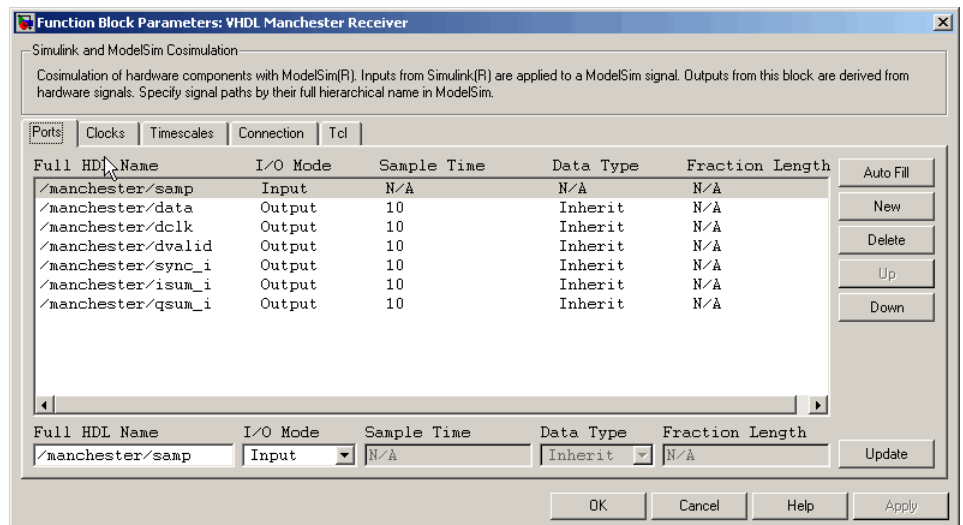 Function Block Parameters: VHDL Manchester Receiver
Simulink and ModelSim Cosimulation
Cosimulation of hardware components with ModelSim(R). Inputs from Simulink(R) are applied to a ModelSim signal. Outputs from this block are derived from
hardware signals. Specify signal paths by their full hierarchical name in ModelSim.
Ports Clocks Timescales Connection Tcl
Full HDL Name I/O Mode Sample Time Data Type Fraction Length Auto Fill
/manchester/samp Input N/A N/A N/A
/manchester/data Output 10 Inherit N/A New
/manchester/dclk Output 10 Inherit N/A
/manchester/dvalid Output 10 Inherit N/A Delete
/manchester/sync_i Output 10 Inherit N/A Up
/manchester/isum_i Output 10 Inherit N/A
/manchester/qsum_i Output 10 Inherit N/A Down
Full HDL Name I/O Mode Sample Time Data Type Fraction Length
/manchester/samp Input N/A Inherit N/A Update
OK Cancel Help Apply